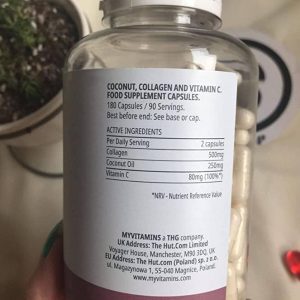 COCONUT, COLLAGEN AND VITAMIN C.
FOOD SUPPLEMENT CAPSULES.
180 Capsules / 90 Servings.
Best before end: See base or cap.
ACTIVE INGREDIENTS
Per Daily Serving 2 capsules
Collagen 500mg
Coconut Oil 250mg
Vitamin C 80mg (100%*)
*NRV - Nutrient Reference Value
MYVITAMINS a THG company.
UK Address: The Hut.Com Limited
Voyager House, Manchester, M90 3DQ, UK
EU Address: The Hut.com (Poland) sp. z o.o.
ul. Magazynowa 1, 55-040 Magnice, Poland.
www.myvitamins.com